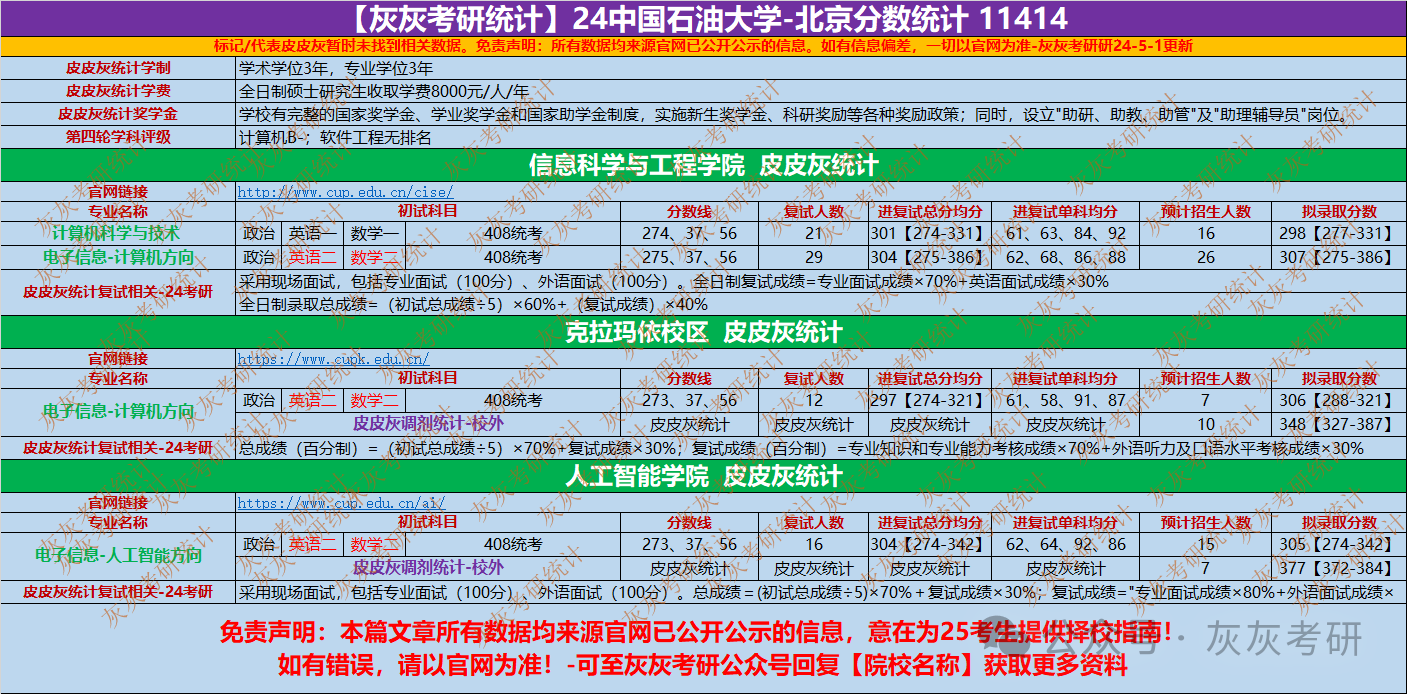 【灰灰考研统计】24中国石油大学-北京分数统计 11414
标记/代表皮皮灰暂时未找到相关数据。免责声明：所有数据均来源官网已公开公示的信息。如有信息偏差，一切以官网为准-灰灰考研研24-5-1更新
皮皮灰统计学制 学术学位3年，专业学位3年
皮皮灰统计学费 全日制硕士研究生收取学费8000元/人/年
皮皮灰统计奖学金 学校有完整的国家奖学金、学业奖学金和国家助学金制度，实施新生奖学金、科研奖励等各种奖励政策；同时，设立"助研、助教、助管"及"助理辅导员"岗位。
第四轮学科评级 计算机B-；软件工程无排名
信息科学与工程学院 皮皮灰统计
官网链接 http://www.cup.edu.cn/cise/
专业名称 初试科目 分数线 复试人数 进复试总分均分 进复试单科均分 预计招生人数 拟录取分数
计算机科学与技术 政治 英语一 数学一 408统考 274、37、56 21 301【274-331】 61、63、84、92 16 298【277-331】
电子信息-计算机方向 政治 英语二 数学二 408统考 275、37、56 29 304【275-386】 62、68、86、88 26 307【275-386】
皮皮灰统计复试相关-24考研 采用现场面试，包括专业面试（100分）、外语面试（100分）。全日制复试成绩=专业面试成绩×70%+英语面试成绩×30%
全日制录取总成绩=（初试总成绩÷5）×60%+（复试成绩）×40%
克拉玛依校区 皮皮灰统计
官网链接 https://www.cupk.edu.cn/
专业名称 初试科目 分数线 复试人数 进复试总分均分 进复试单科均分 预计招生人数 拟录取分数
电子信息-计算机方向 政治 英语二 数学二 408统考 273、37、56 12 297【274-321】 61、58、91、87 7 306【288-321】
皮皮灰调剂统计-校外 皮皮灰统计 皮皮灰统计 皮皮灰统计 皮皮灰统计 10 348【327-387】
皮皮灰统计复试相关-24考研 总成绩（百分制）=（初试总成绩÷5）×70%+复试成绩×30%；复试成绩（百分制）=专业知识和专业能力考核成绩×70%+外语听力及口语水平考核成绩×30%
人工智能学院 皮皮灰统计
官网链接 https://www.cup.edu.cn/ai/
专业名称 初试科目 分数线 复试人数 进复试总分均分 进复试单科均分 预计招生人数 拟录取分数
电子信息-人工智能方向 政治 英语二 数学二 408统考 273、37、56 16 304【274-342】 62、64、92、86 15 305【274-342】
皮皮灰调剂统计-校外 皮皮灰统计 皮皮灰统计 皮皮灰统计 皮皮灰统计 7 377【372-384】
皮皮灰统计复试相关-24考研 采用现场面试，包括专业面试（100分）、外语面试（100分）。总成绩＝(初试总成绩÷5)×70%＋复试成绩×30%；复试成绩="专业面试成绩×80%+外语面试成绩×
免责声明：本篇文章所有数据均来源官网已公开公示的信息，意在为25考生提供择校指南！
如有错误，请以官网为准！-可至灰灰考研公众号回复【院校名称】获取更多资料
公众号 · 灰灰考研
灰灰考研统计